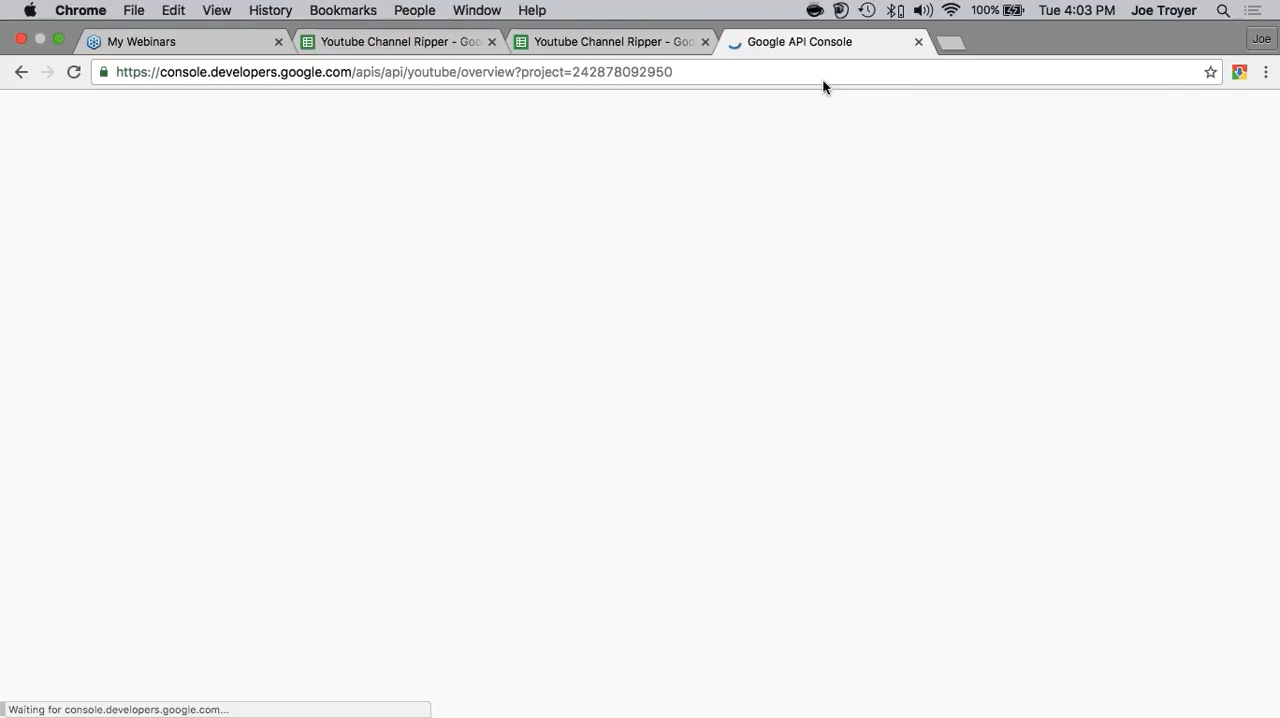 Chrome File Edit View History Bookmarks People Window Help 100% Tue 4:03 PM Joe Troyer
My Webinars Youtube Channel Ripper - Goo Youtube Channel Ripper - Goo Google API Console Joe
https://console.developers.google.com/apis/api/youtube/overview?project=242878092950
Waiting for console.developers.google.com...